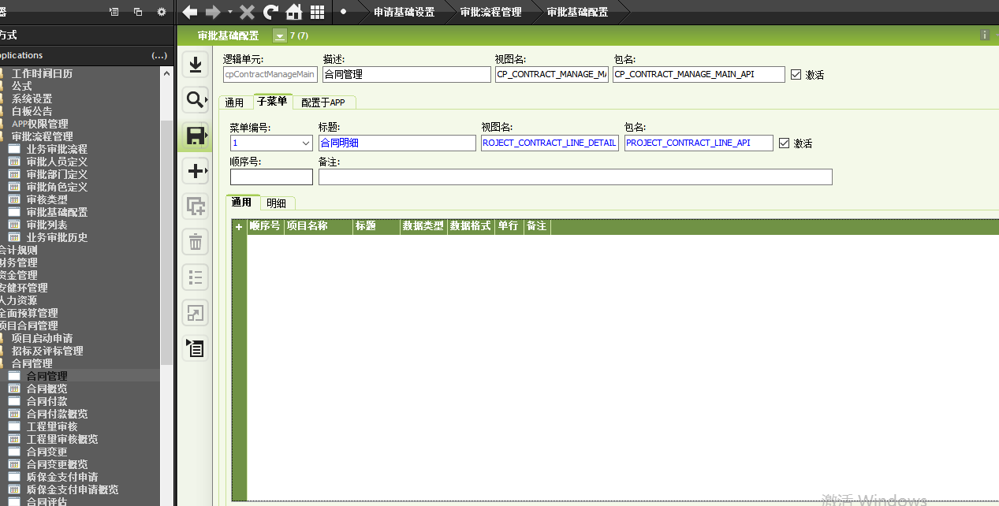 器
申请基础设置 审批流程管理 审批基础配置
方式
审批基础配置 7 (7)
pplications (...)
工作时间日历
公式
系统设置
白板公告
APP权限管理
审批流程管理
业务审批流程
审批人员定义
审批部门定义
审批角色定义
审核类型
审批基础配置
审批列表
业务审批历史
会计规则
财务管理
资金管理
安健环管理
人力资源
全面预算管理
项目合同管理
项目启动申请
招标及评标管理
合同管理
合同管理
合同概览
合同付款
合同付款概览
工程量审核
工程量审核概览
合同变更
合同变更概览
质保金支付申请
质保金支付申请概览
合同评估
逻辑单元: 描述: 视图名: 包名:
cpContractManageMain 合同管理 CP_CONTRACT_MANAGE_MA CP_CONTRACT_MANAGE_MAIN_API 激活
通用 子菜单 配置于APP
菜单编号: 标题: 视图名: 包名:
1 合同明细 ROJECT_CONTRACT_LINE_DETAIL PROJECT_CONTRACT_LINE_API 激活
顺序号: 备注:
通用 明细
+ 顺序号 项目名称 标题 数据类型 数据格式 单行 备注
激活 Windows